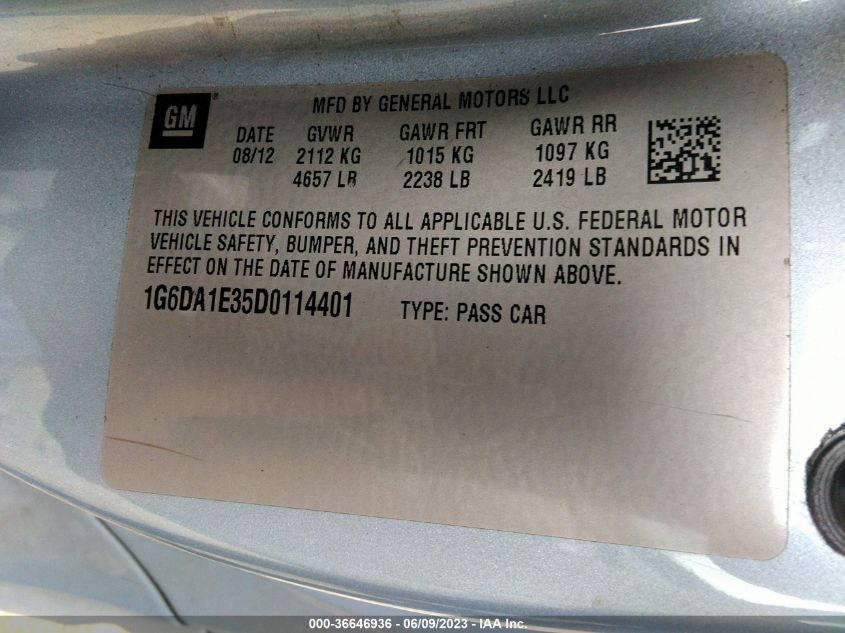 GM®
MFD BY GENERAL MOTORS LLC
DATE GVWR GAWR FRT GAWR RR
08/12 2112 KG 1015 KG 1097 KG
4657 LB 2238 LB 2419 LB
THIS VEHICLE CONFORMS TO ALL APPLICABLE U.S. FEDERAL MOTOR
VEHICLE SAFETY, BUMPER, AND THEFT PREVENTION STANDARDS IN
EFFECT ON THE DATE OF MANUFACTURE SHOWN ABOVE.
1G6DA1E35D0114401 TYPE: PASS CAR
000-36646936 - 06/09/2023 - IAA Inc.